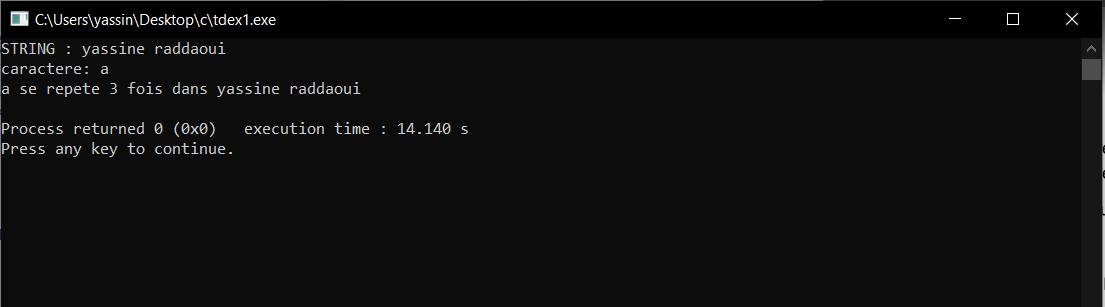 C:\Users\yassin\Desktop\c\tdex1.exe
STRING : yassine raddaoui
caractere: a
a se repete 3 fois dans yassine raddaoui
Process returned 0 (0x0)   execution time : 14.140 s
Press any key to continue.